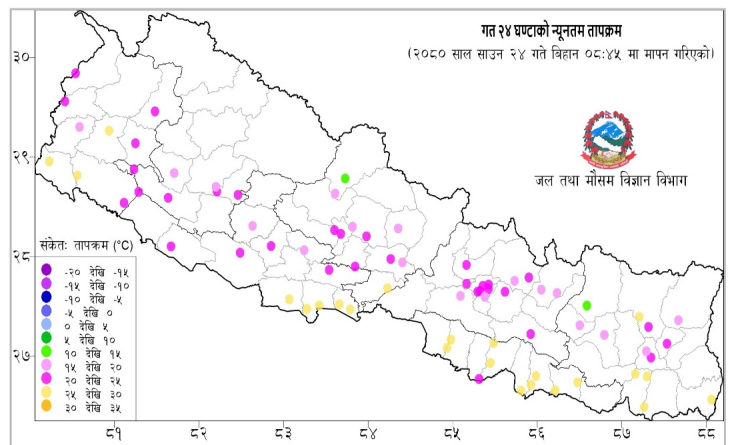 गत २४ घण्टाको न्यूनतम तापक्रम
(२०८० साल साउन २४ गते बिहान ०८:४५ मा मापन गरिएको)
जल तथा मौसम विज्ञान विभाग
३०
२९
२८
२७
संकेतः तापक्रम (°C)
-२० देखि -१५
-१५ देखि -१०
-१० देखि -५
-५ देखि ०
० देखि ५
५ देखि १०
१० देखि १५
१५ देखि २०
२० देखि २५
२५ देखि ३०
३० देखि ३५
८१ ८२ ८३ ८४ ८५ ८६ ८७ ८८